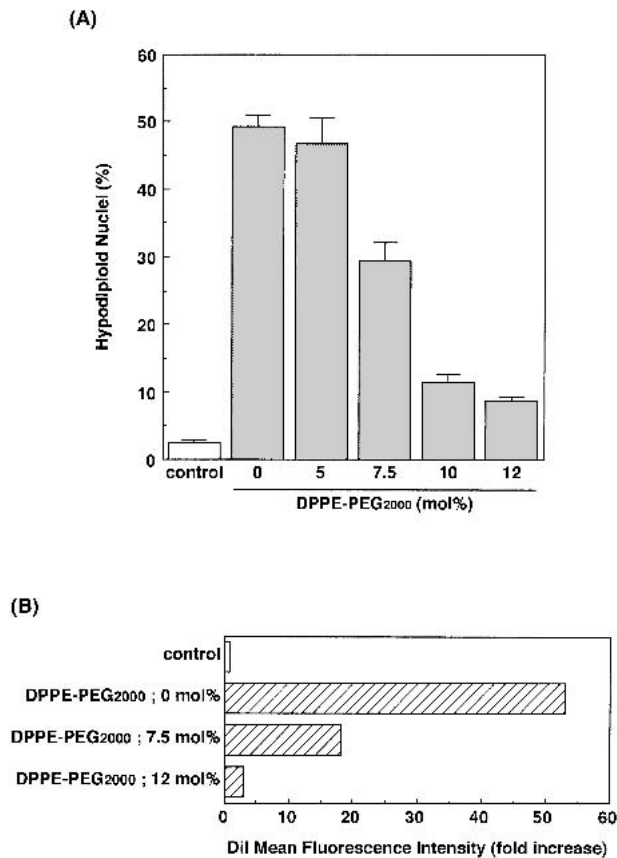 (A)
60
50
40
30
20
10
0
Hypodiploid Nuclei (%)
control 0 5 7.5 10 12
DPPE-PEG2000 (mol%)
(B)
control
DPPE-PEG2000 ; 0 mol%
DPPE-PEG2000 ; 7.5 mol%
DPPE-PEG2000 ; 12 mol%
0 10 20 30 40 50 60
Dil Mean Fluorescence Intensity (fold increase)